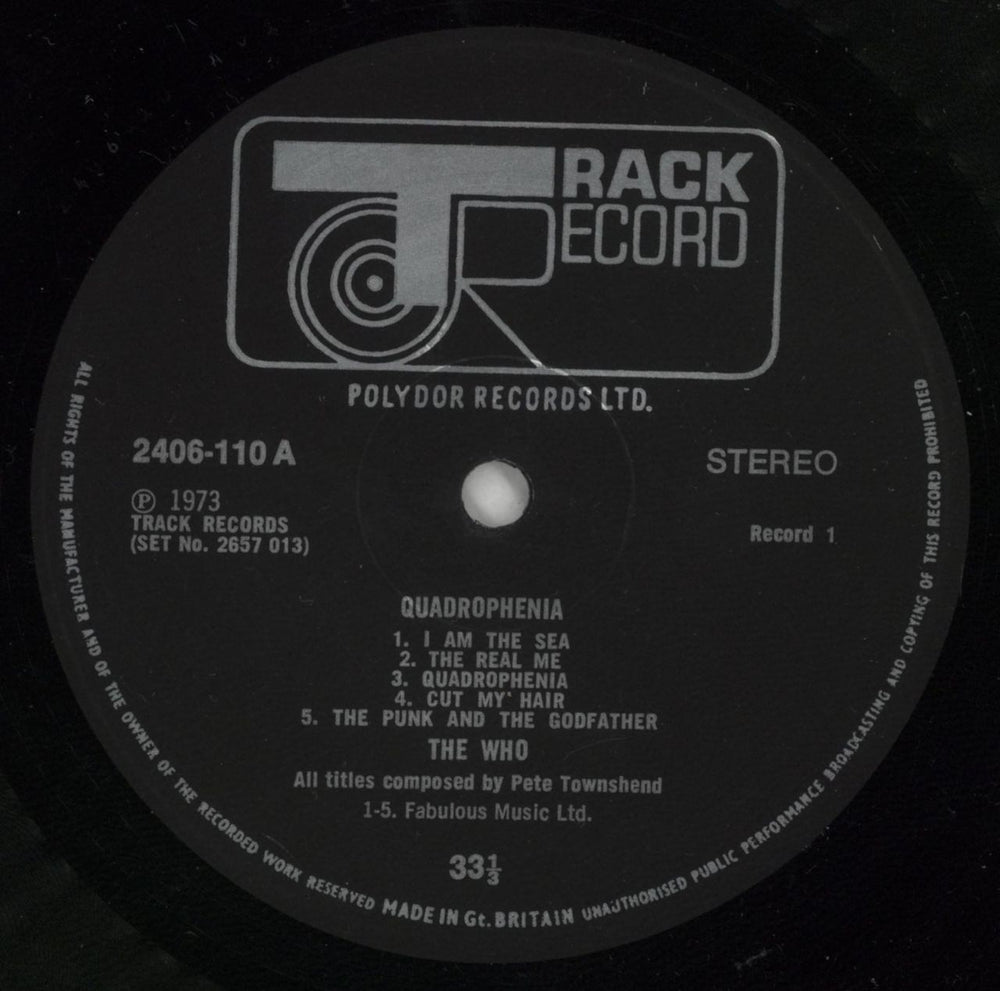 TRACK
RECORD
POLYDOR RECORDS LTD.
2406-110 A
STEREO
℗ 1973
TRACK RECORDS
(SET No. 2657 013)
Record 1
QUADROPHENIA
1. I AM THE SEA
2. THE REAL ME
3. QUADROPHENIA
4. CUT MY' HAIR
5. THE PUNK AND THE GODFATHER
THE WHO
All titles composed by Pete Townshend
1-5. Fabulous Music Ltd.
33⅓
ALL RIGHTS OF THE MANUFACTURER AND OF THE OWNER OF THE RECORDED WORK RESERVED MADE IN Gt. BRITAIN UNAUTHORISED PUBLIC PERFORMANCE BROADCASTING AND COPYING OF THIS RECORD PROHIBITED